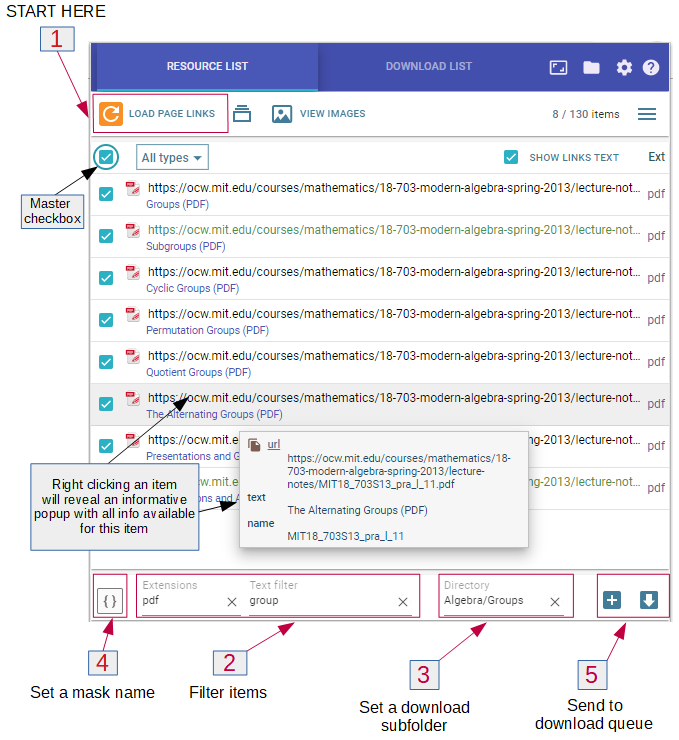 START HERE
1
RESOURCE LIST DOWNLOAD LIST
LOAD PAGE LINKS VIEW IMAGES 8 / 130 items
All types SHOW LINKS TEXT Ext
Master
checkbox
https://ocw.mit.edu/courses/mathematics/18-703-modern-algebra-spring-2013/lecture-not... pdf
Groups (PDF)
https://ocw.mit.edu/courses/mathematics/18-703-modern-algebra-spring-2013/lecture-not... pdf
Subgroups (PDF)
https://ocw.mit.edu/courses/mathematics/18-703-modern-algebra-spring-2013/lecture-not... pdf
Cyclic Groups (PDF)
https://ocw.mit.edu/courses/mathematics/18-703-modern-algebra-spring-2013/lecture-not... pdf
Permutation Groups (PDF)
https://ocw.mit.edu/courses/mathematics/18-703-modern-algebra-spring-2013/lecture-not... pdf
Quotient Groups (PDF)
https://ocw.mit.edu/courses/mathematics/18-703-modern-algebra-spring-2013/lecture-not... pdf
The Alternating Groups (PDF)
https://ocw.mit.edu/courses/mathematics/18-703-modern-algebra-spring-2013/lecture-not... pdf
Presentations and G
ons and A
pdf
Right clicking an item
will reveal an informative
popup with all info available
for this item
url
https://ocw.mit.edu/courses/mathematics/18-
703-modern-algebra-spring-2013/lecture-
notes/MIT18_703S13_pra_l_11.pdf
text
The Alternating Groups (PDF)
name
MIT18_703S13_pra_l_11
{ }
Extensions Text filter Directory
pdf group Algebra/Groups
4
Set a mask name
2
Filter items
3
Set a download
subfolder
5
Send to
download queue